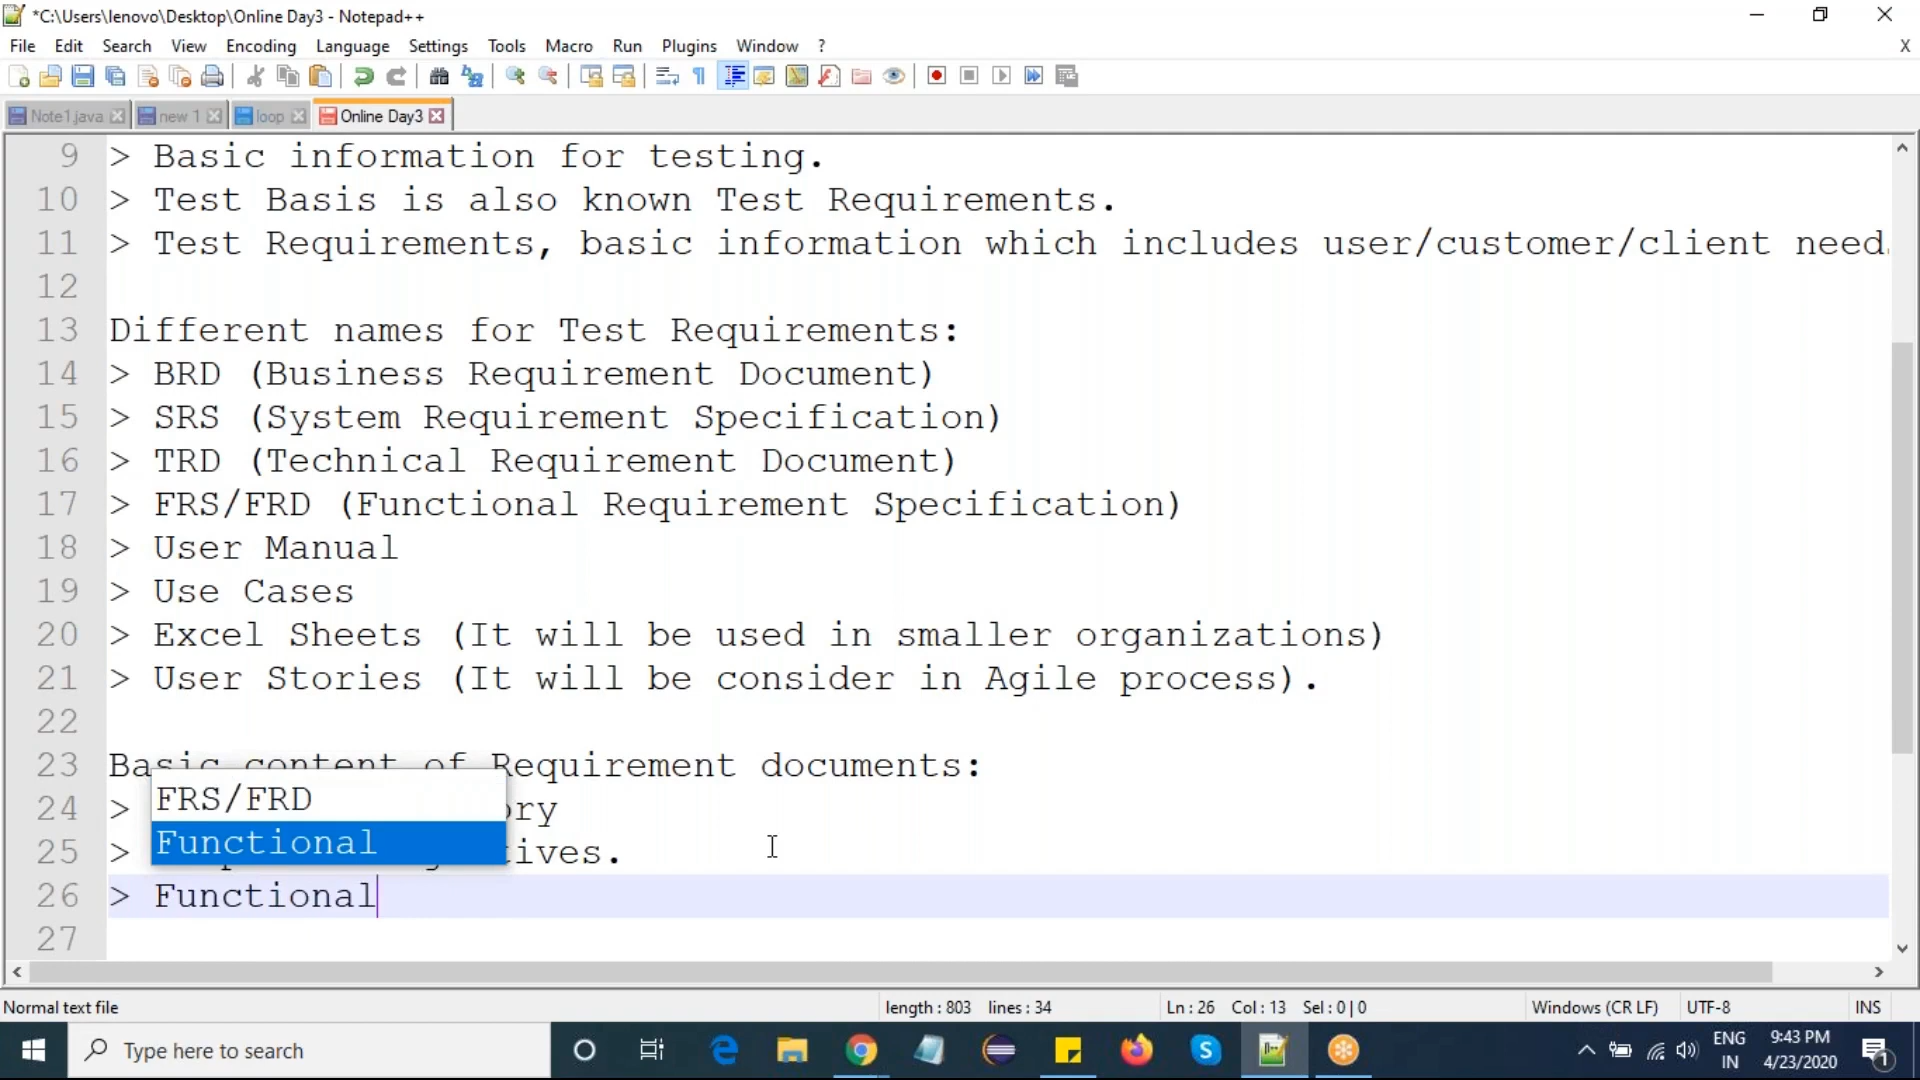 *C:\Users\lenovo\Desktop\Online Day3 - Notepad++
File Edit Search View Encoding Language Settings Tools Macro Run Plugins Window ? X
Note1.java new 1 loop Online Day3
9 > Basic information for testing.
10 > Test Basis is also known Test Requirements.
11 > Test Requirements, basic information which includes user/customer/client need
12
13 Different names for Test Requirements:
14 > BRD (Business Requirement Document)
15 > SRS (System Requirement Specification)
16 > TRD (Technical Requirement Document)
17 > FRS/FRD (Functional Requirement Specification)
18 > User Manual
19 > Use Cases
20 > Excel Sheets (It will be used in smaller organizations)
21 > User Stories (It will be consider in Agile process).
22
23 Basic content of Requirement documents:
FRS/FRD
24 > ory
Functional
25 > tives.
26 > Functional
27
Normal text file length : 803 lines : 34 Ln : 26 Col : 13 Sel : 0 | 0 Windows (CR LF) UTF-8 INS
Type here to search
ENG 9:43 PM
IN 4/23/2020 1